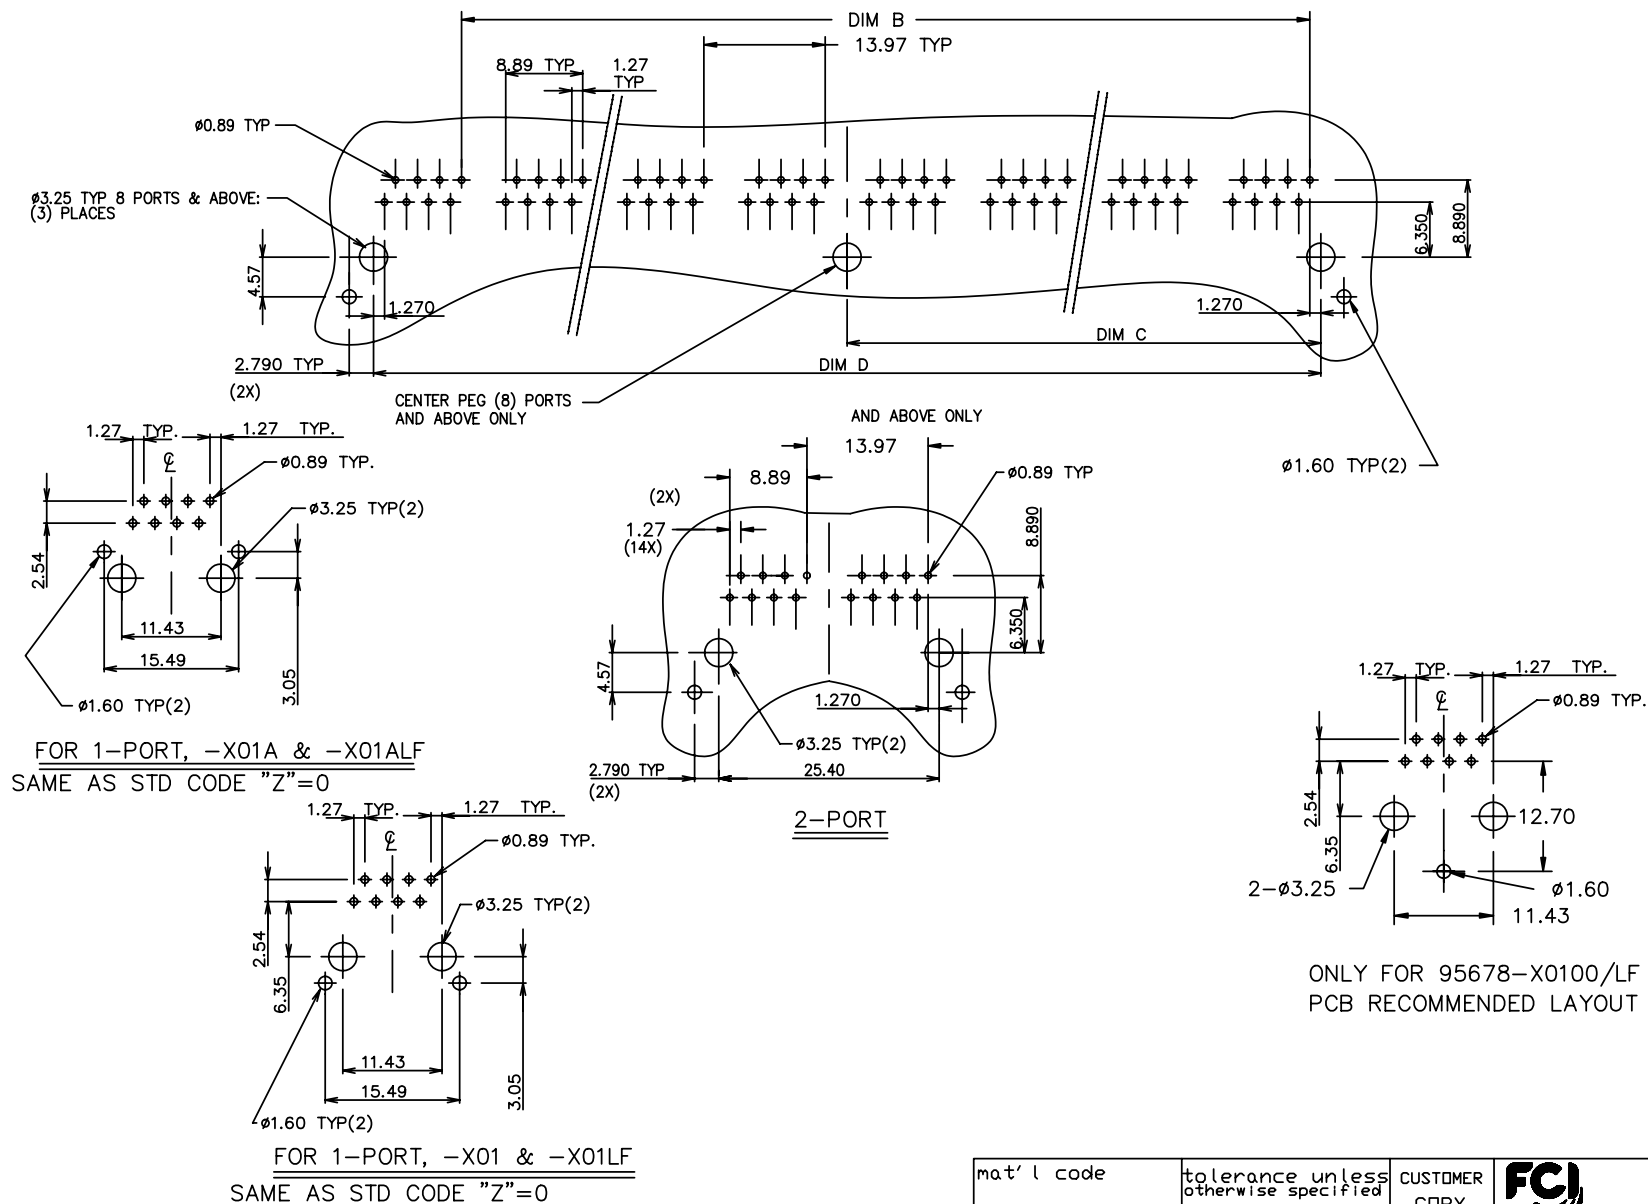 DIM B
13.97 TYP
8.89 TYP
1.27
TYP
ø0.89 TYP
ø3.25 TYP 8 PORTS & ABOVE:
(3) PLACES
6.350
8.890
4.57
1.270
1.270
DIM C
2.790 TYP
(2X)
DIM D
CENTER PEG (8) PORTS
AND ABOVE ONLY
ø1.60 TYP(2)
1.27 TYP.
1.27 TYP.
℄
ø0.89 TYP.
ø3.25 TYP(2)
2.54
11.43
15.49
3.05
ø1.60 TYP(2)
FOR 1-PORT, -X01A & -X01ALF
SAME AS STD CODE "Z"=0
AND ABOVE ONLY
13.97
8.89
ø0.89 TYP
(2X)
1.27
(14X)
8.890
6.350
4.57
1.270
ø3.25 TYP(2)
2.790 TYP
(2X)
25.40
2-PORT
1.27 TYP.
1.27 TYP.
℄
ø0.89 TYP.
2.54
6.35
12.70
2-ø3.25
ø1.60
11.43
ONLY FOR 95678-X0100/LF
PCB RECOMMENDED LAYOUT
1.27 TYP.
1.27 TYP.
℄
ø0.89 TYP.
ø3.25 TYP(2)
2.54
6.35
11.43
15.49
3.05
ø1.60 TYP(2)
FOR 1-PORT, -X01 & -X01LF
SAME AS STD CODE "Z"=0
mat'l code
tolerance unless
otherwise specified
CUSTOMER
COPY
FCI